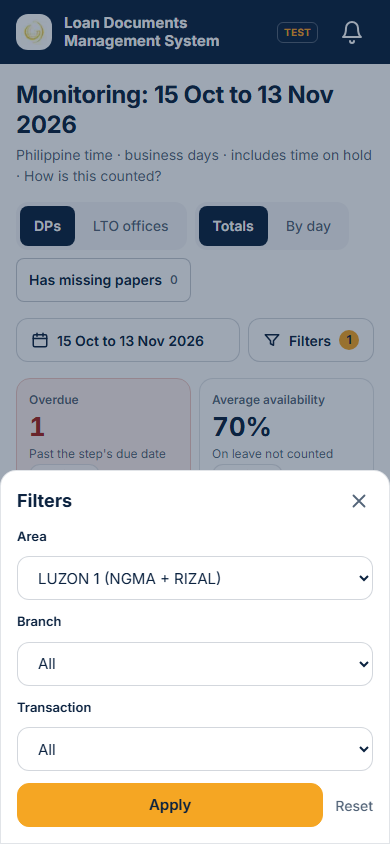 Loan Documents
Management System
TEST
Monitoring: 15 Oct to 13 Nov
2026
Philippine time · business days · includes time on hold
· How is this counted?
DPs
LTO offices
Totals
By day
Has missing papers 0
15 Oct to 13 Nov 2026
Filters 1
Overdue
1
Past the step's due date
Average availability
70%
On leave not counted
Filters
Area
LUZON 1 (NGMA + RIZAL)
Branch
All
Transaction
All
Apply
Reset